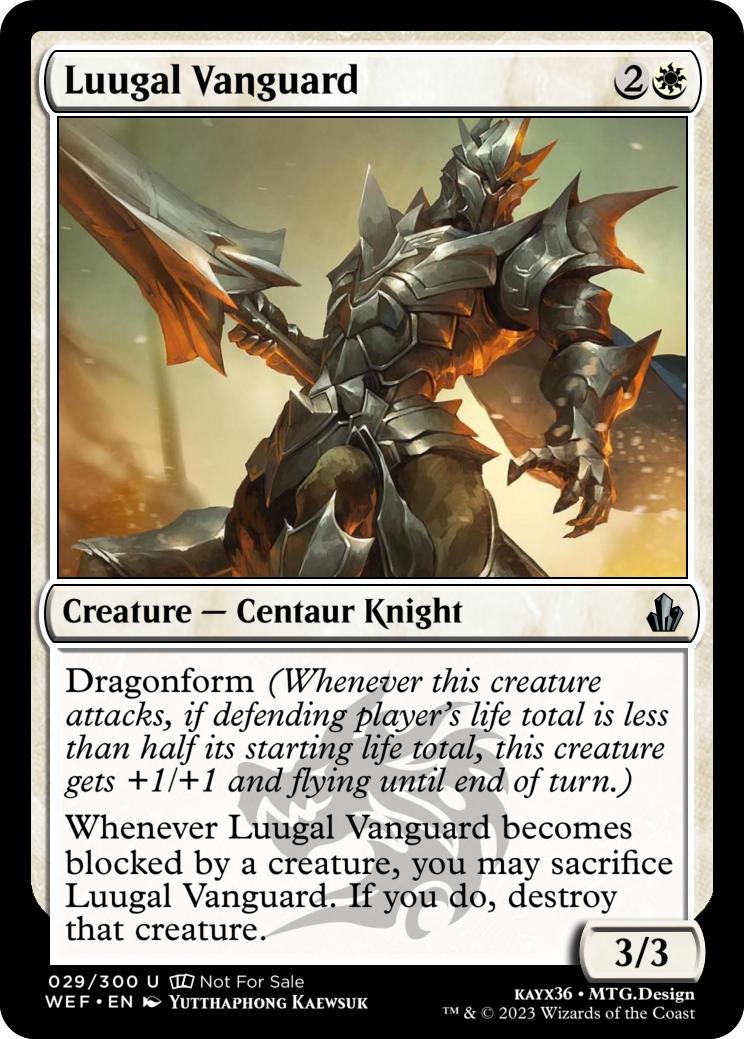 Luugal Vanguard 2
Creature — Centaur Knight
Dragonform (Whenever this creature
attacks, if defending player's life total is less
than half its starting life total, this creature
gets +1/+1 and flying until end of turn.)
Whenever Luugal Vanguard becomes
blocked by a creature, you may sacrifice
Luugal Vanguard. If you do, destroy
that creature.
3/3
029/300 U Not For Sale
WEF • EN Yutthaphong Kaewsuk
kayx36 • MTG.Design
™ & © 2023 Wizards of the Coast